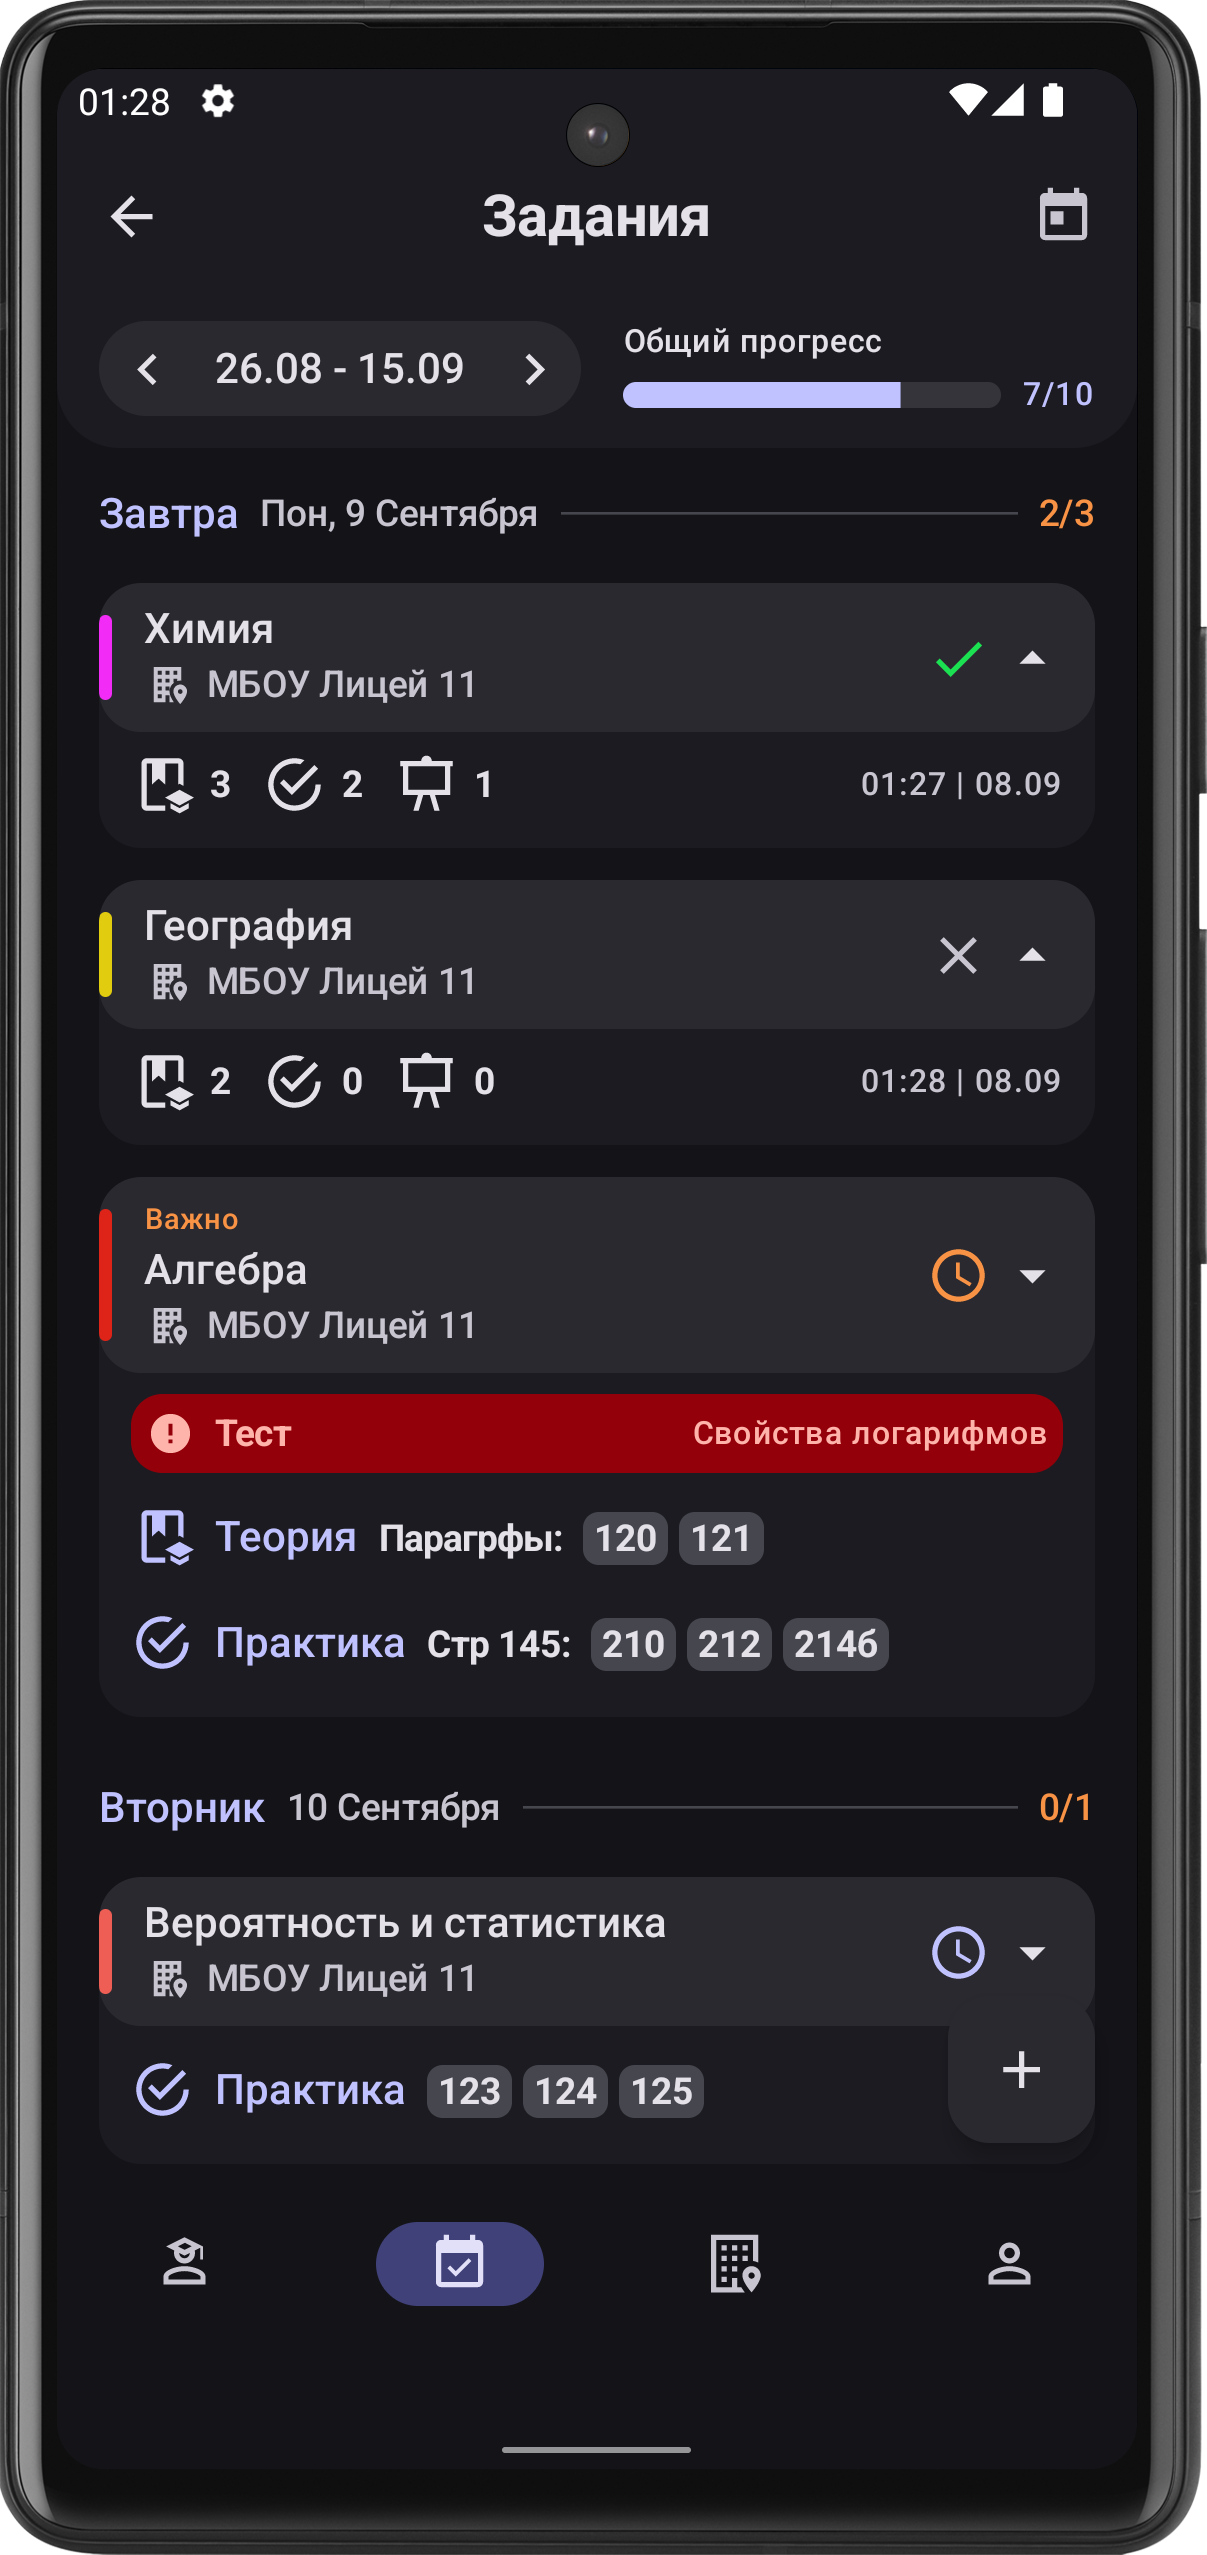 01:28
Задания
26.08 - 15.09
Общий прогресс
7/10
Завтра Пон, 9 Сентября 2/3
Химия
МБОУ Лицей 11
3 2 1 01:27 | 08.09
География
МБОУ Лицей 11
2 0 0 01:28 | 08.09
Важно
Алгебра
МБОУ Лицей 11
Тест Свойства логарифмов
Теория Парагрфы: 120 121
Практика Стр 145: 210 212 214б
Вторник 10 Сентября 0/1
Вероятность и статистика
МБОУ Лицей 11
Практика 123 124 125